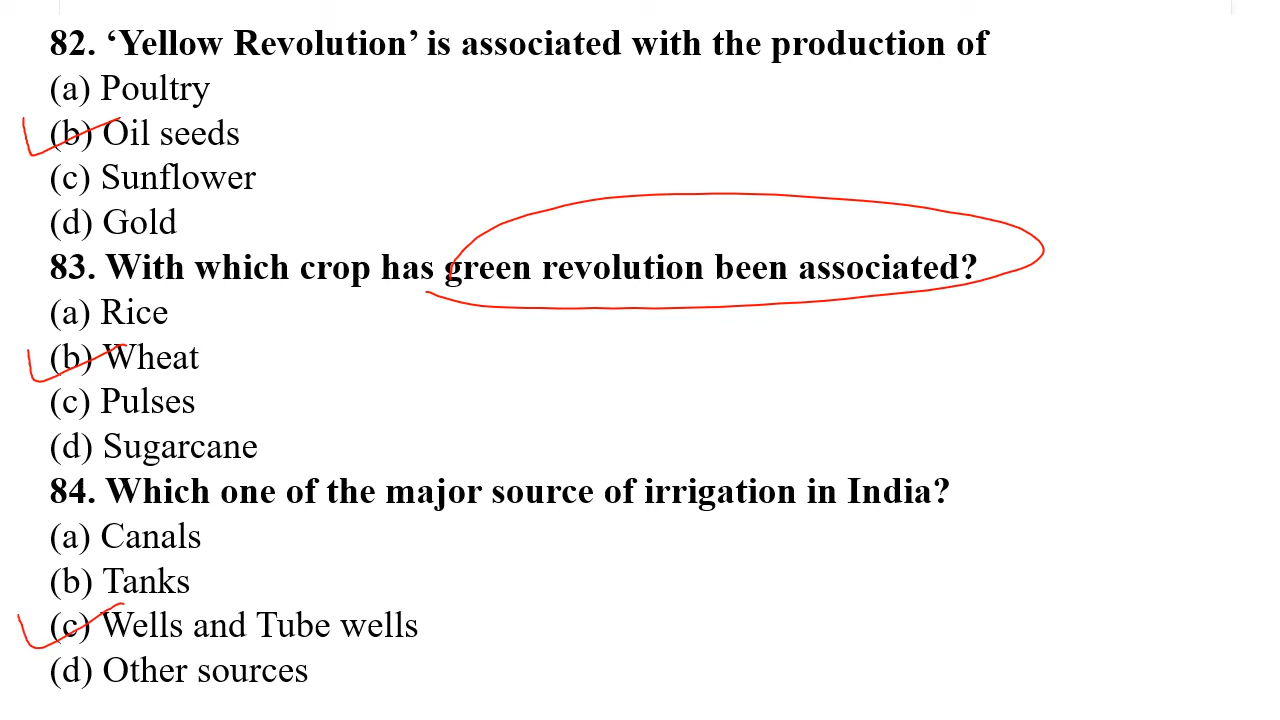 82. ‘Yellow Revolution’ is associated with the production of
(a) Poultry
(b) Oil seeds
(c) Sunflower
(d) Gold
83. With which crop has green revolution been associated?
(a) Rice
(b) Wheat
(c) Pulses
(d) Sugarcane
84. Which one of the major source of irrigation in India?
(a) Canals
(b) Tanks
(c) Wells and Tube wells
(d) Other sources